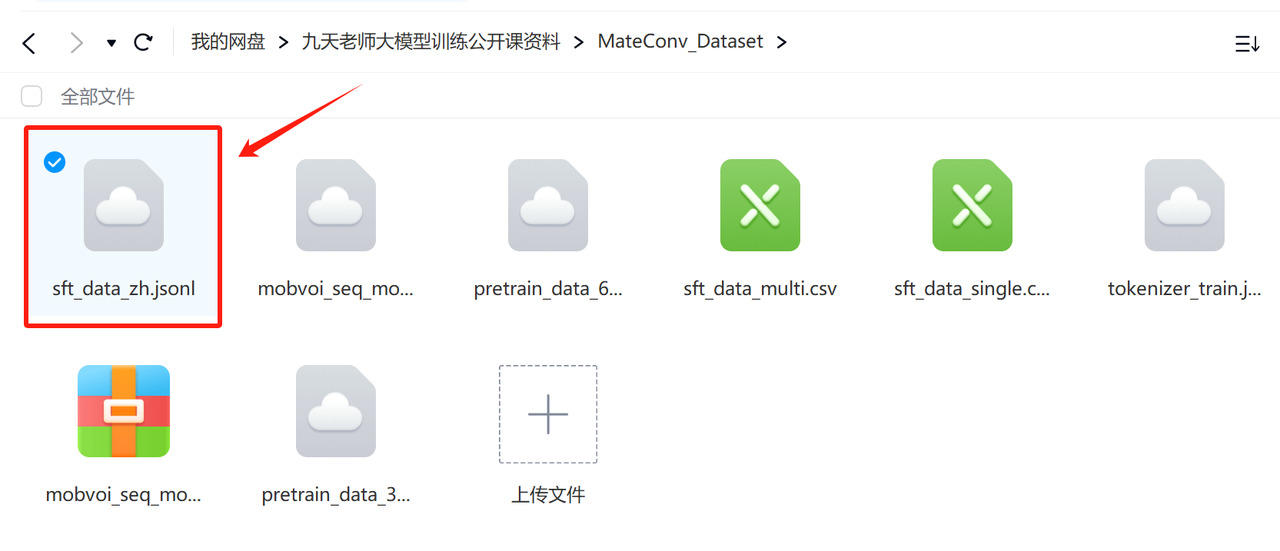 我的网盘 > 九天老师大模型训练公开课资料 > MateConv_Dataset >
全部文件
sft_data_zh.jsonl
mobvoi_seq_mo...
pretrain_data_6...
sft_data_multi.csv
sft_data_single.c...
tokenizer_train.j...
mobvoi_seq_mo...
pretrain_data_3...
上传文件